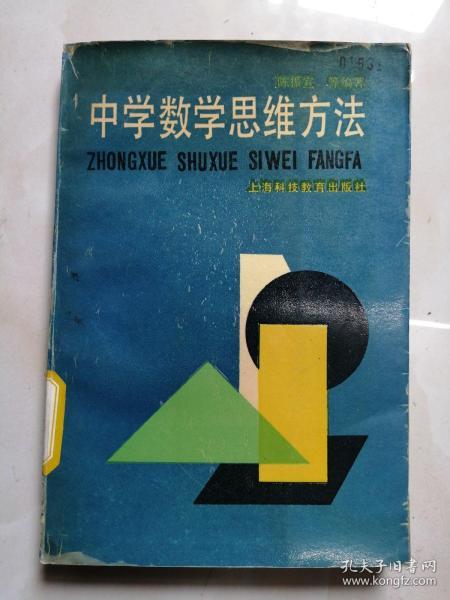 陈振宣 等编著
中学数学思维方法
ZHONGXUE SHUXUE SIWEI FANGFA
上海科技教育出版社
孔夫子旧书网
www.kongfz.com